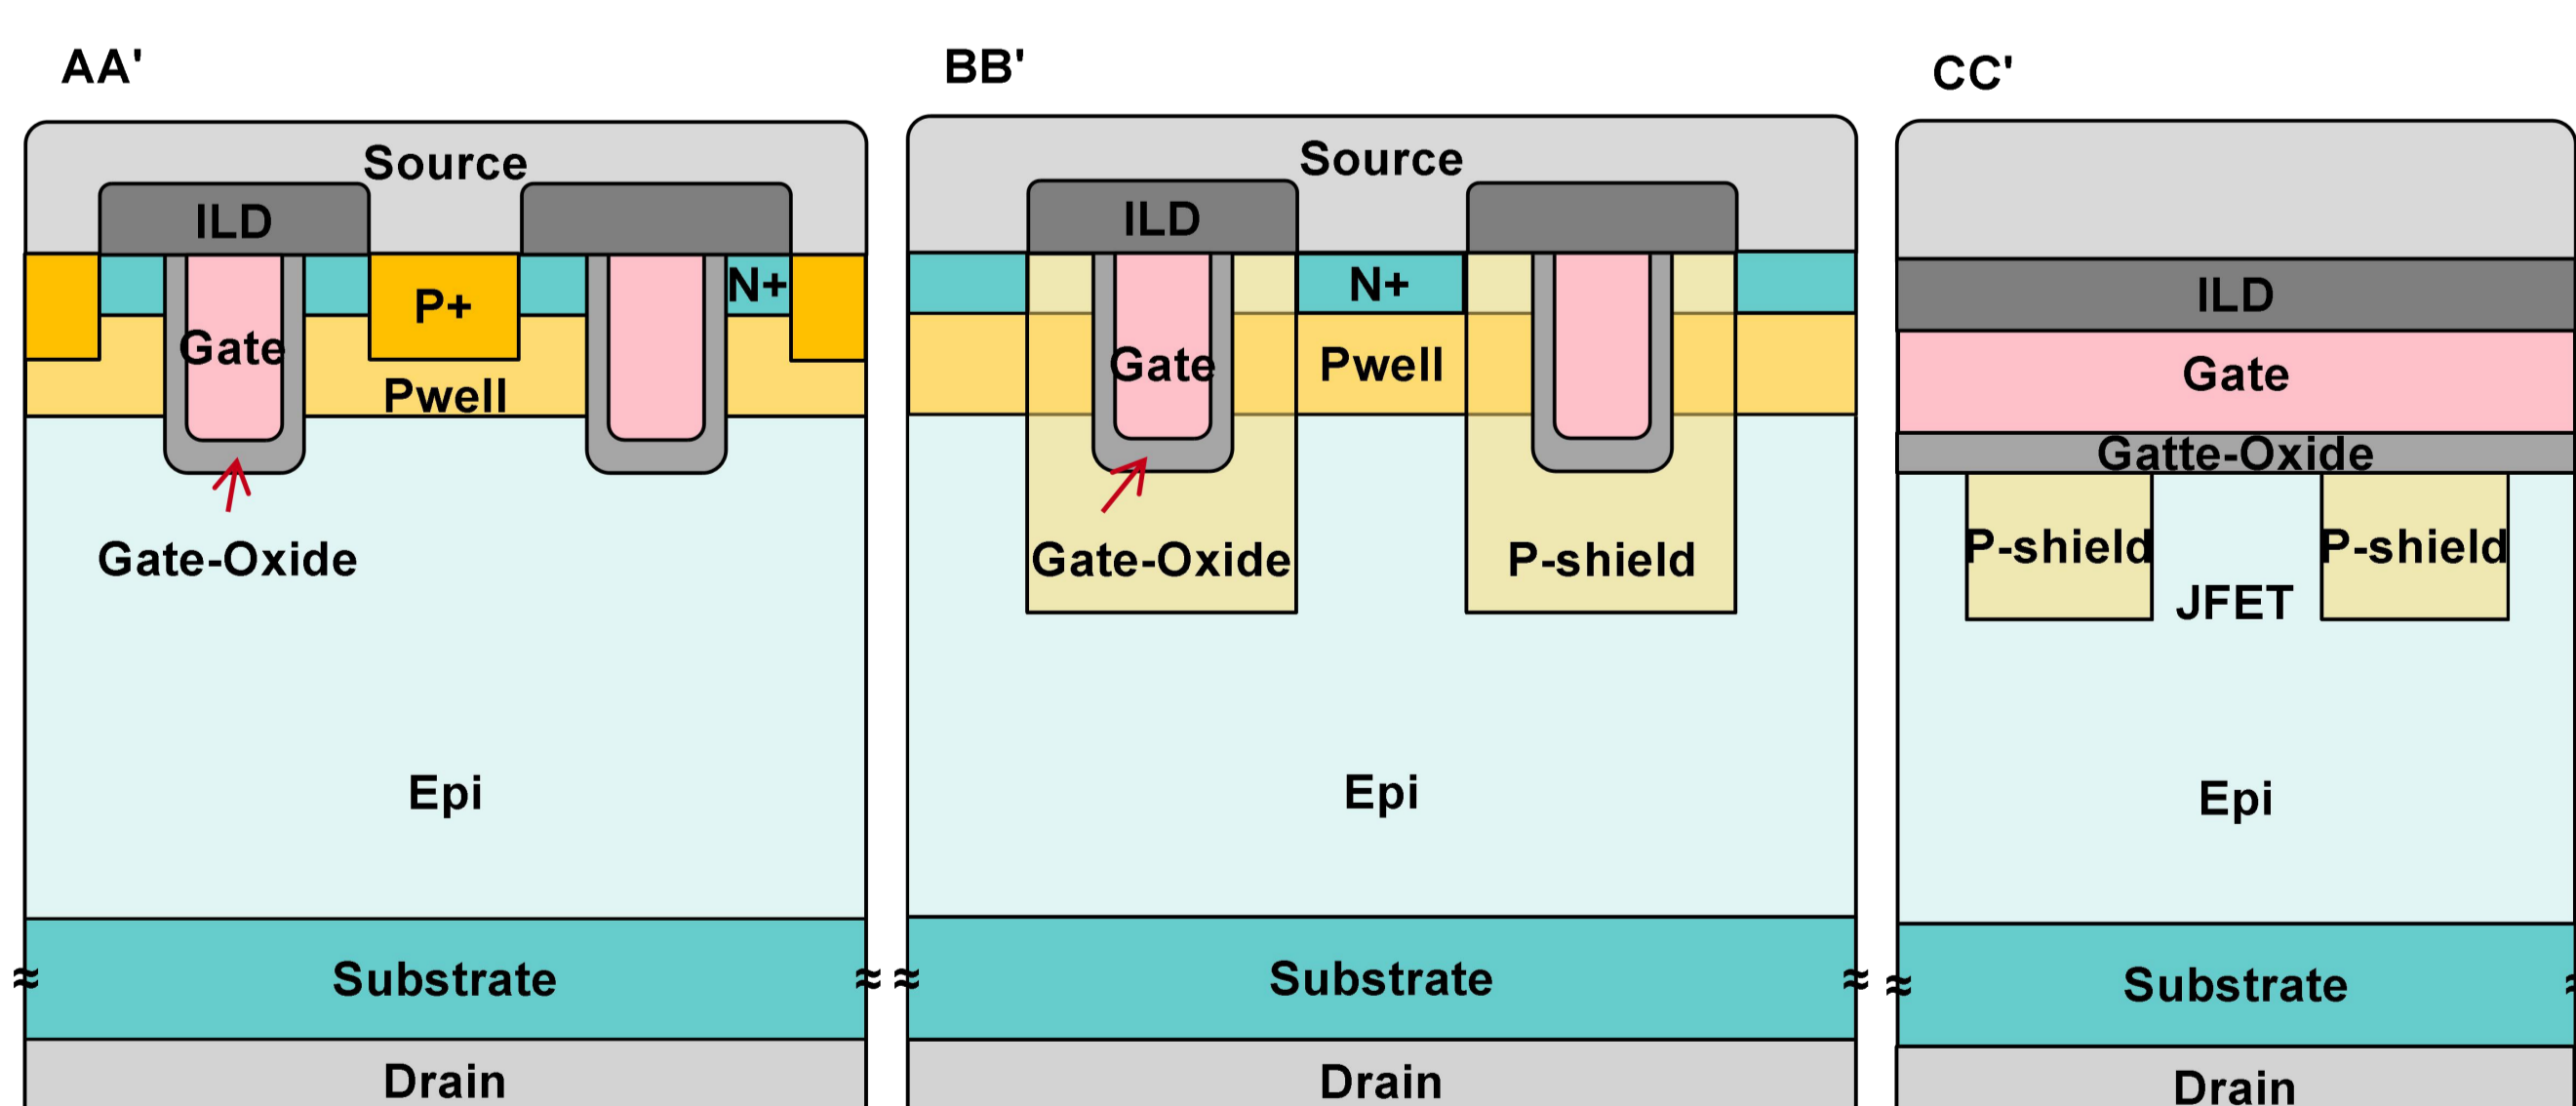 AA'
Source
ILD
N+
P+
Gate
Pwell
Gate-Oxide
Epi
Substrate
≈
≈
Drain
BB'
Source
ILD
N+
Gate
Pwell
Gate-Oxide
P-shield
Epi
Substrate
≈
≈
Drain
CC'
ILD
Gate
Gatte-Oxide
P-shield
P-shield
JFET
Epi
Substrate
≈
Drain